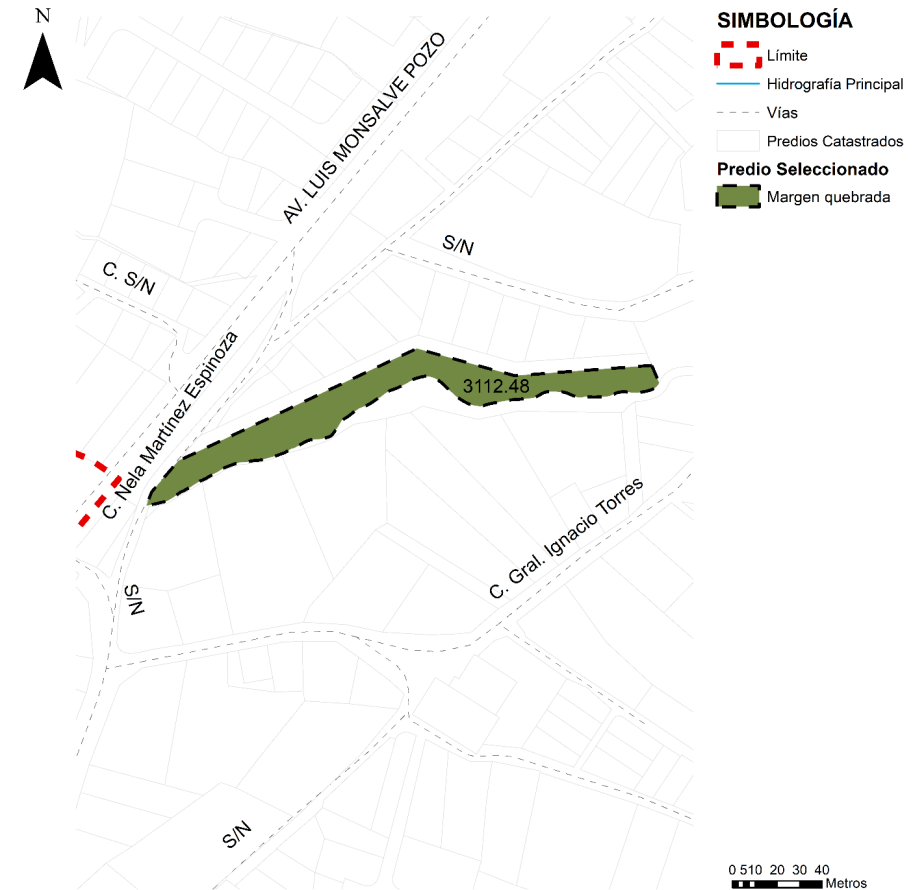 N
AV. LUIS MONSALVE POZO
S/N
C. S/N
C. Nela Martínez Espinoza
3112.48
C. Gral. Ignacio Torres
S/N
S/N
SIMBOLOGÍA
Límite
Hidrografía Principal
Vías
Predios Catastrados
Predio Seleccionado
Margen quebrada
0 5 10 20 30 40
Metros